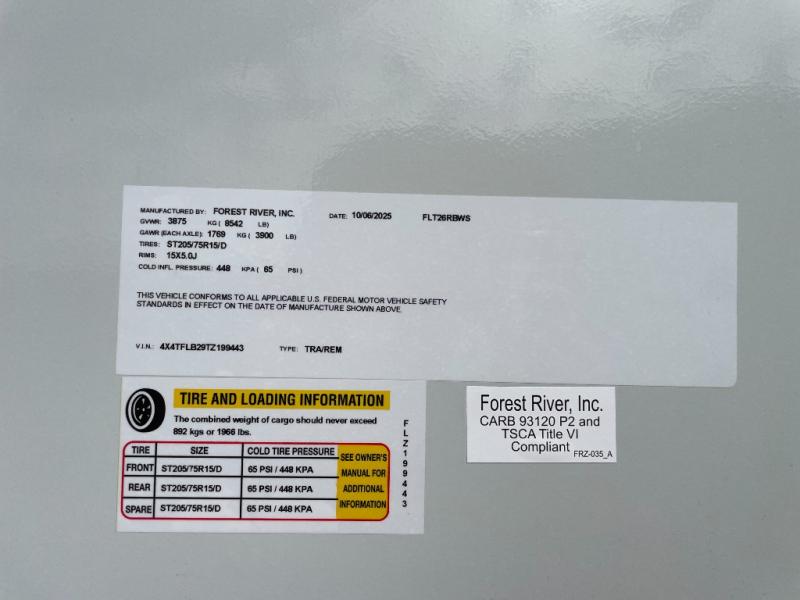 MANUFACTURED BY: FOREST RIVER, INC. DATE: 10/06/2025 FLT26RBWS
GVWR: 3875 KG ( 8542 LB)
GAWR (EACH AXLE): 1769 KG ( 3900 LB)
TIRES: ST205/75R15/D
RIMS: 15X5.0J
COLD INFL. PRESSURE: 448 KPA ( 65 PSI )
THIS VEHICLE CONFORMS TO ALL APPLICABLE U.S. FEDERAL MOTOR VEHICLE SAFETY
STANDARDS IN EFFECT ON THE DATE OF MANUFACTURE SHOWN ABOVE.
V.I.N.: 4X4TFLB29TZ199443 TYPE: TRA/REM
TIRE AND LOADING INFORMATION
The combined weight of cargo should never exceed
892 kgs or 1966 lbs.
TIRE SIZE COLD TIRE PRESSURE
FRONT ST205/75R15/D 65 PSI / 448 KPA
REAR ST205/75R15/D 65 PSI / 448 KPA
SPARE ST205/75R15/D 65 PSI / 448 KPA
SEE OWNER'S
MANUAL FOR
ADDITIONAL
INFORMATION
FLZ199443
Forest River, Inc.
CARB 93120 P2 and
TSCA Title VI
Compliant
FRZ-035_A